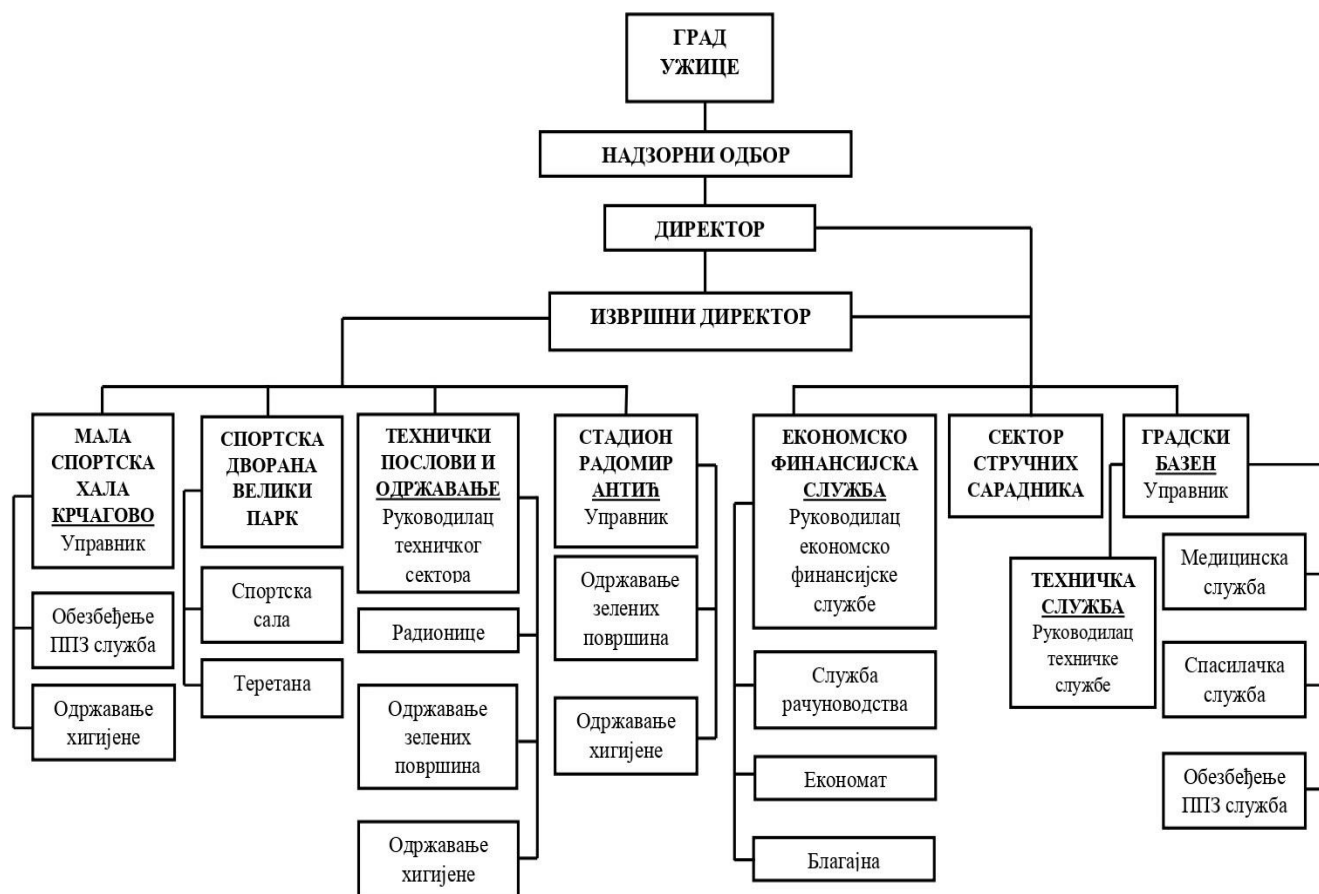 ГРАД
УЖИЦЕ
НАДЗОРНИ ОДБОР
ДИРЕКТОР
ИЗВРШНИ ДИРЕКТОР
МАЛА
СПОРТСКА
ХАЛА
КРЧАГОВО
Управник
Обезбеђење
ППЗ служба
Одржавање
хигијене
СПОРТСКА
ДВОРАНА
ВЕЛИКИ
ПАРК
Спортска
сала
Теретана
ТЕХНИЧКИ
ПОСЛОВИ И
ОДРЖАВАЊЕ
Руководилац
техничког
сектора
Радионице
Одржавање
зелених
површина
Одржавање
хигијене
СТАДИОН
РАДОМИР
АНТИЋ
Управник
Одржавање
зелених
површина
Одржавање
хигијене
ЕКОНОМСКО
ФИНАНСИЈСКА
СЛУЖБА
Руководилац
економско
финансијске
службе
Служба
рачуноводства
Економат
Благајна
СЕКТОР
СТРУЧНИХ
САРАДНИКА
ГРАДСКИ
БАЗЕН
Управник
ТЕХНИЧКА
СЛУЖБА
Руководилац
техничке
службе
Медицинска
служба
Спасилачка
служба
Обезбеђење
ППЗ служба